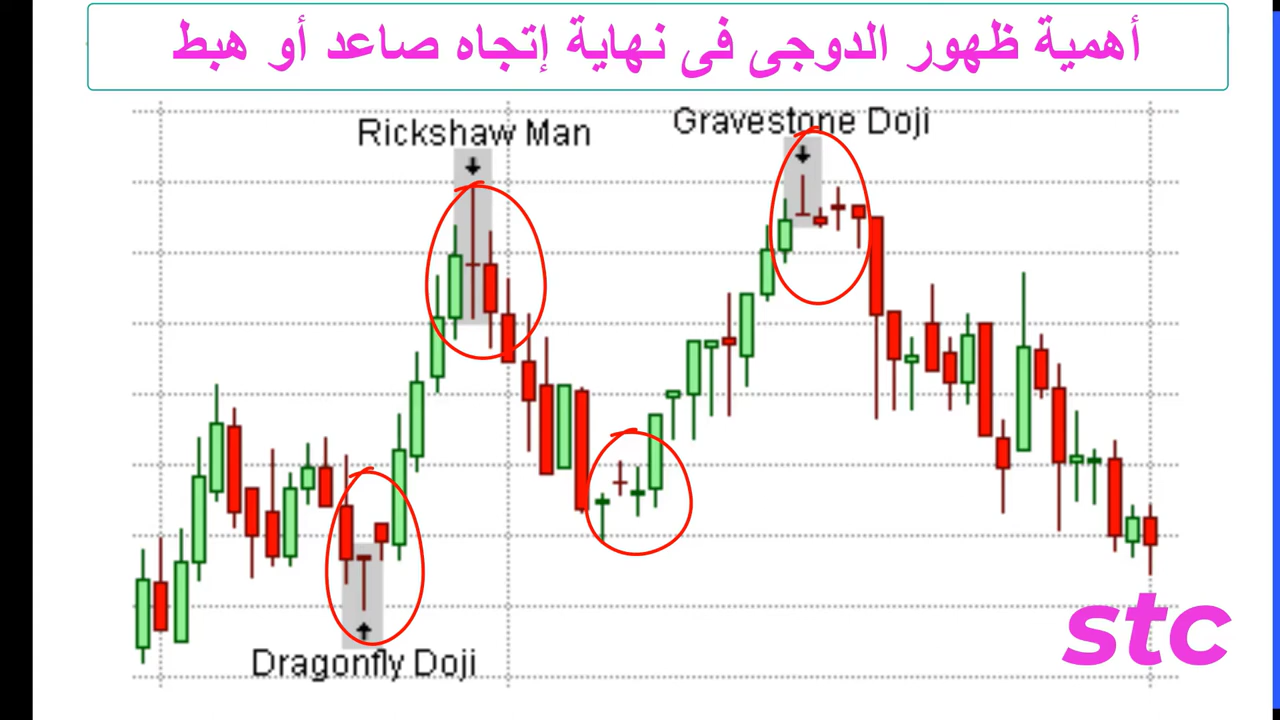 أهمية ظهور الدوجى فى نهاية إتجاه صاعد أو هبط
Rickshaw Man
Gravestone Doji
Dragonfly Doji
stc